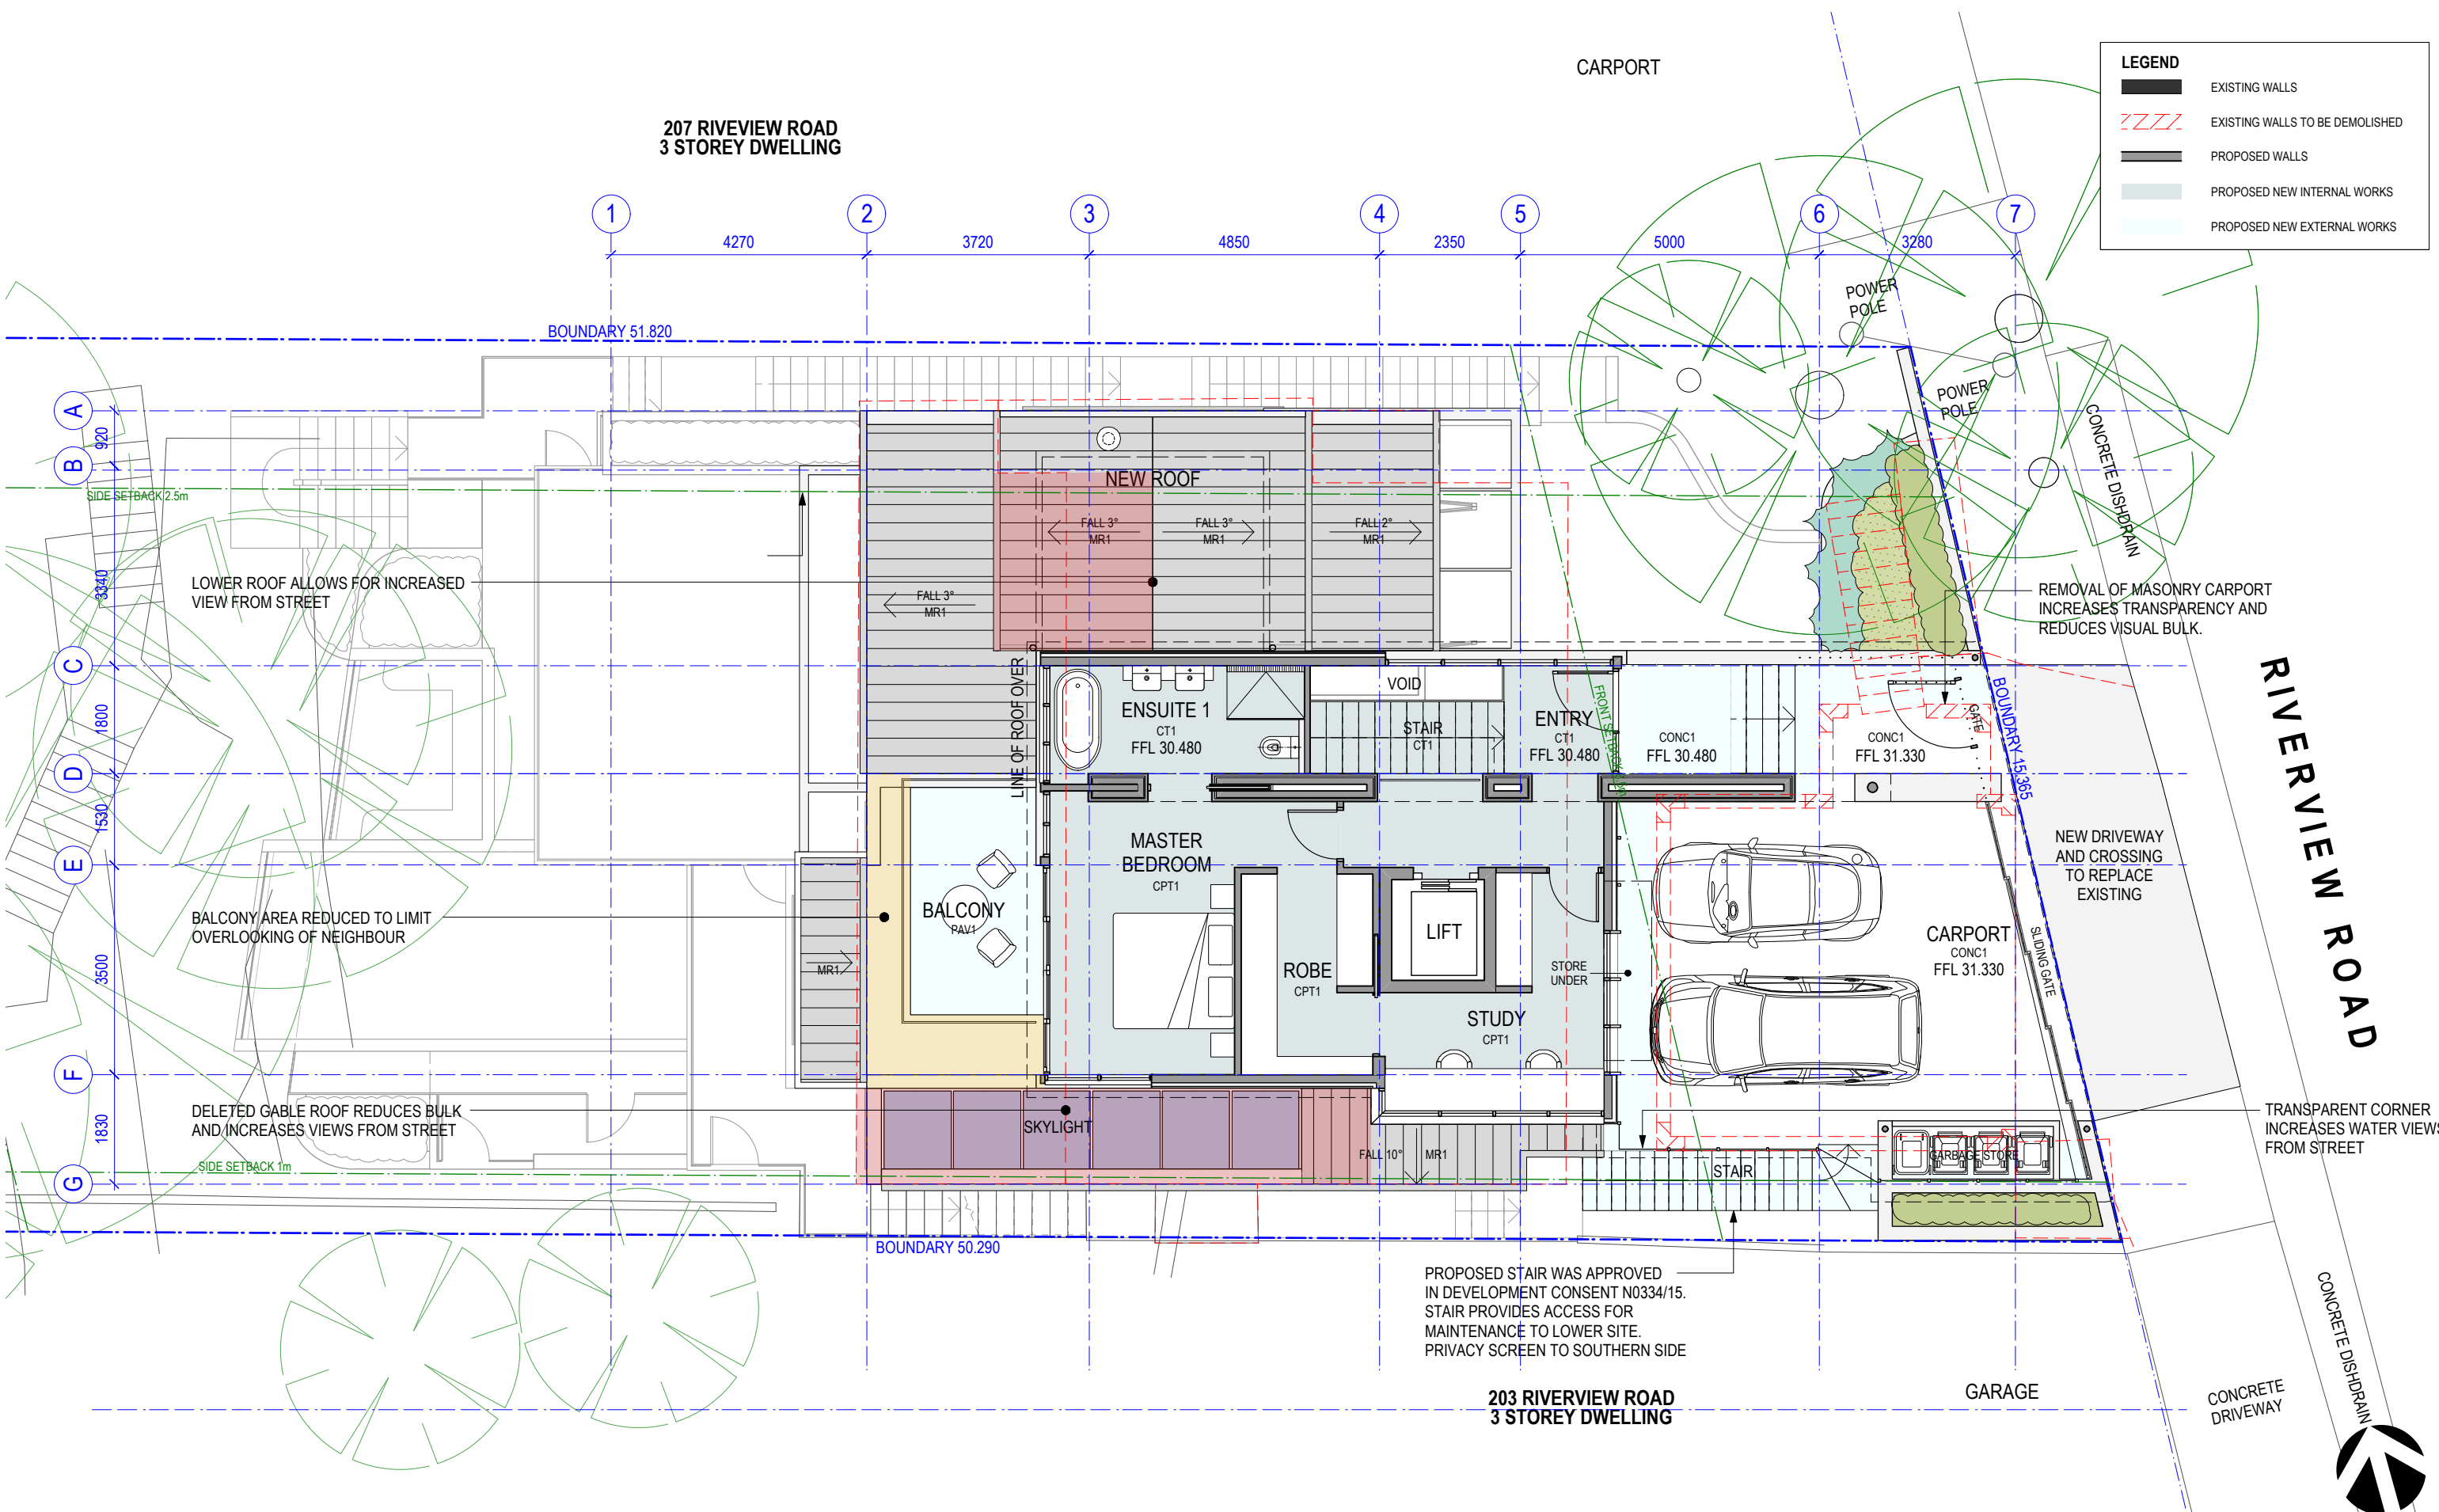 CARPORT
LEGEND
EXISTING WALLS
EXISTING WALLS TO BE DEMOLISHED
PROPOSED WALLS
PROPOSED NEW INTERNAL WORKS
PROPOSED NEW EXTERNAL WORKS
207 RIVEVIEW ROAD
3 STOREY DWELLING
1
2
3
4
5
6
7
4270
3720
4850
2350
5000
3280
POWER
POLE
BOUNDARY 51.820
POWER
POLE
CONCRETE DISHDRAIN
A
920
B
SIDE SETBACK 2.5m
NEW ROOF
FALL 3°
MR1
FALL 3°
MR1
FALL 2°
MR1
3340
LOWER ROOF ALLOWS FOR INCREASED
VIEW FROM STREET
FALL 3°
MR1
REMOVAL OF MASONRY CARPORT
INCREASES TRANSPARENCY AND
REDUCES VISUAL BULK.
C
LINE OF ROOF OVER
VOID
ENSUITE 1
CT1
FFL 30.480
STAIR
CT1
ENTRY
CT1
FFL 30.480
CONC1
FFL 30.480
CONC1
FFL 31.330
GATE
BOUNDARY 15.365
RIVERVIEW ROAD
1800
D
1530
MASTER
BEDROOM
CPT1
NEW DRIVEWAY
AND CROSSING
TO REPLACE
EXISTING
E
BALCONY AREA REDUCED TO LIMIT
OVERLOOKING OF NEIGHBOUR
BALCONY
PAV1
LIFT
CARPORT
CONC1
FFL 31.330
SLIDING GATE
3500
MR1
ROBE
CPT1
STORE
UNDER
STUDY
CPT1
F
DELETED GABLE ROOF REDUCES BULK
AND INCREASES VIEWS FROM STREET
SKYLIGHT
1830
TRANSPARENT CORNER
INCREASES WATER VIEWS
FROM STREET
FALL 10°
MR1
GARBAGE STORE
SIDE SETBACK 1m
STAIR
G
BOUNDARY 50.290
PROPOSED STAIR WAS APPROVED
IN DEVELOPMENT CONSENT N0334/15.
STAIR PROVIDES ACCESS FOR
MAINTENANCE TO LOWER SITE.
PRIVACY SCREEN TO SOUTHERN SIDE
203 RIVERVIEW ROAD
3 STOREY DWELLING
GARAGE
CONCRETE
DRIVEWAY
CONCRETE DISHDRAIN
FRONT SETBACK